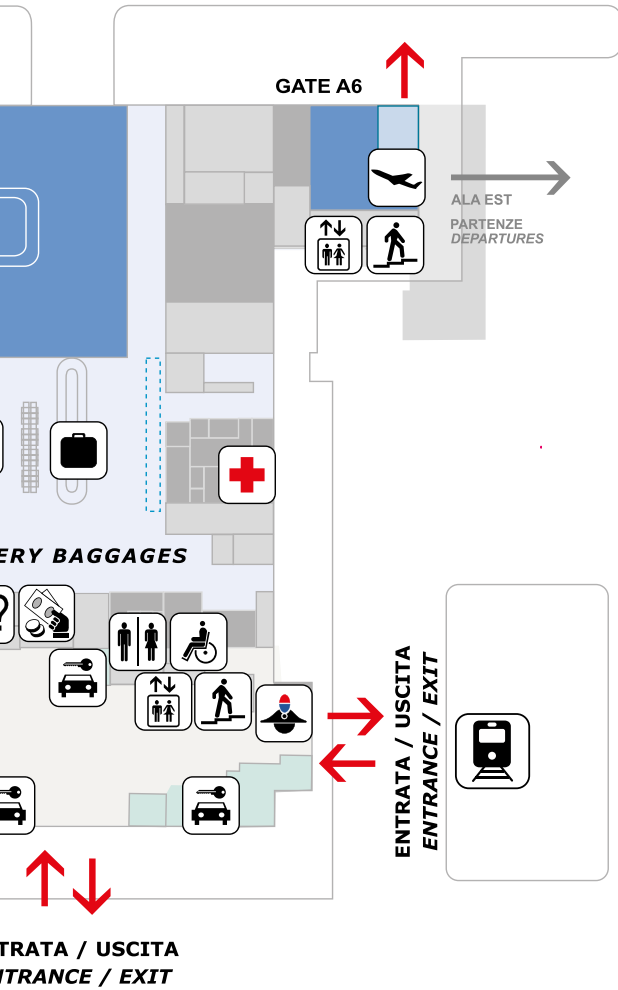 GATE A6
ALA EST
PARTENZE
DEPARTURES
ERY BAGGAGES
?
ENTRATA / USCITA
ENTRANCE / EXIT
TRATA / USCITA
NTRANCE / EXIT